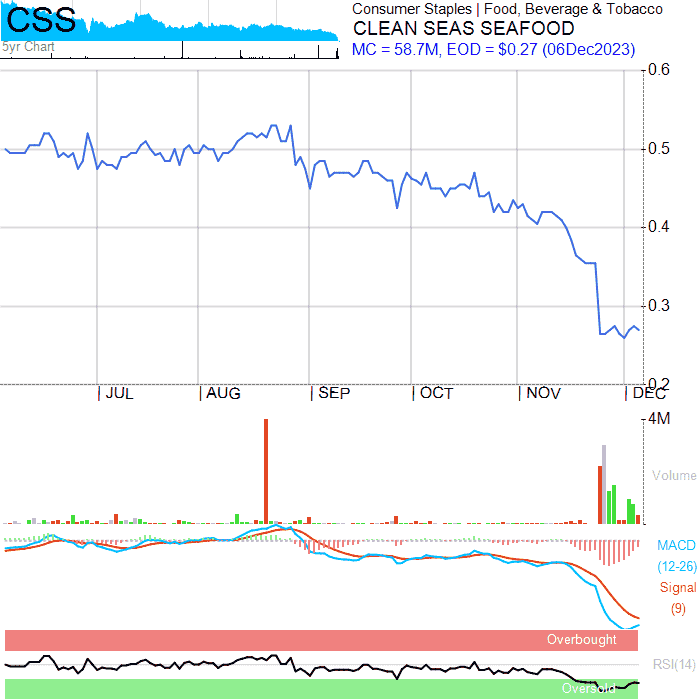 CSS
5yr Chart
Consumer Staples | Food, Beverage & Tobacco
CLEAN SEAS SEAFOOD
MC = 58.7M, EOD = $0.27 (06Dec2023)
0.6
0.5
0.4
0.3
0.2
JUL AUG SEP OCT NOV DEC
4M
Volume
MACD
(12-26)
Signal
(9)
Overbought
RSI(14)
Oversold